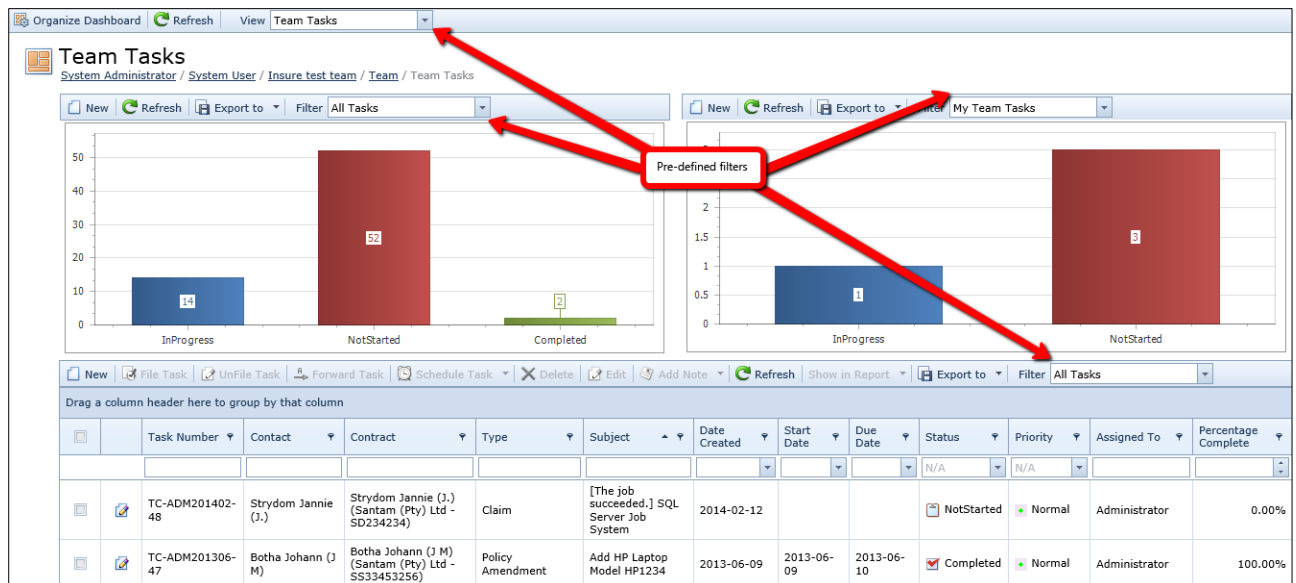 Organize Dashboard Refresh View Team Tasks
Team Tasks
System Administrator / System User / Insure test team / Team / Team Tasks
New Refresh Export to Filter All Tasks
50
40
30
20
10
0
14
52
2
InProgress NotStarted Completed
New Refresh Export to My Team Tasks
2
1.5
1
0.5
0
1
3
InProgress NotStarted
Pre-defined filters
New File Task UnFile Task Forward Task Schedule Task Delete Edit Add Note Refresh Show in Report Export to Filter All Tasks
Drag a column header here to group by that column
Task Number Contact Contract Type Subject Date Created Start Date Due Date Status Priority Assigned To Percentage Complete
N/A N/A
TC-ADM201402-48 Strydom Jannie (J.) Strydom Jannie (J.) (Santam (Pty) Ltd - SD234234) Claim [The job succeeded.] SQL Server Job System 2014-02-12 NotStarted Normal Administrator 0.00%
TC-ADM201306-47 Botha Johann (J M) Botha Johann (J M) (Santam (Pty) Ltd - SS33453256) Policy Amendment Add HP Laptop Model HP1234 2013-06-09 2013-06-09 2013-06-10 Completed Normal Administrator 100.00%